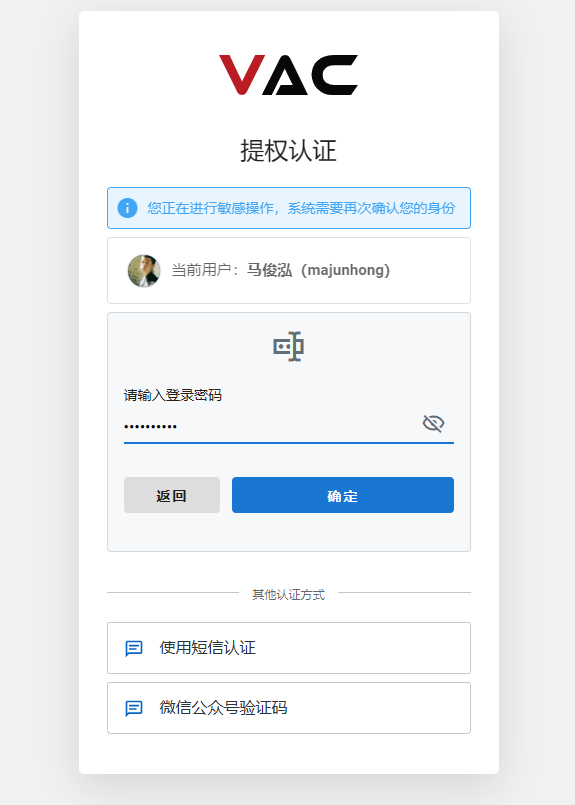 VAC
提权认证
您正在进行敏感操作，系统需要再次确认您的身份
当前用户：马俊泓（majunhong）
请输入登录密码
••••••••••
返回
确定
其他认证方式
使用短信认证
微信公众号验证码